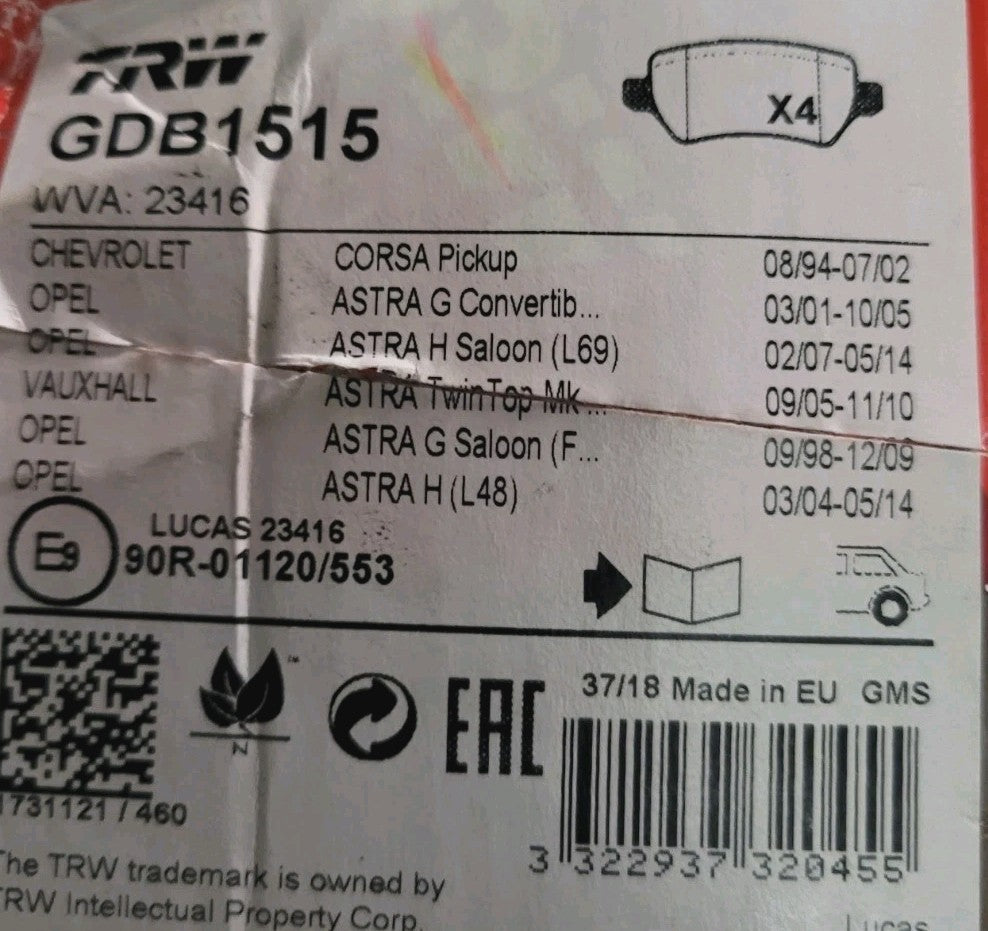 TRW
GDB1515
X4
WVA: 23416
CHEVROLET CORSA Pickup 08/94-07/02
OPEL ASTRA G Convertib... 03/01-10/05
OPEL ASTRA H Saloon (L69) 02/07-05/14
VAUXHALL ASTRA TwinTop Mk ... 09/05-11/10
OPEL ASTRA G Saloon (F... 09/98-12/09
OPEL ASTRA H (L48) 03/04-05/14
LUCAS 23416
E9 90R-01120/553
37/18 Made in EU GMS
™
N
EAC
1731121 / 460
3 322937 320455
The TRW trademark is owned by
TRW Intellectual Property Corp.
Lucas